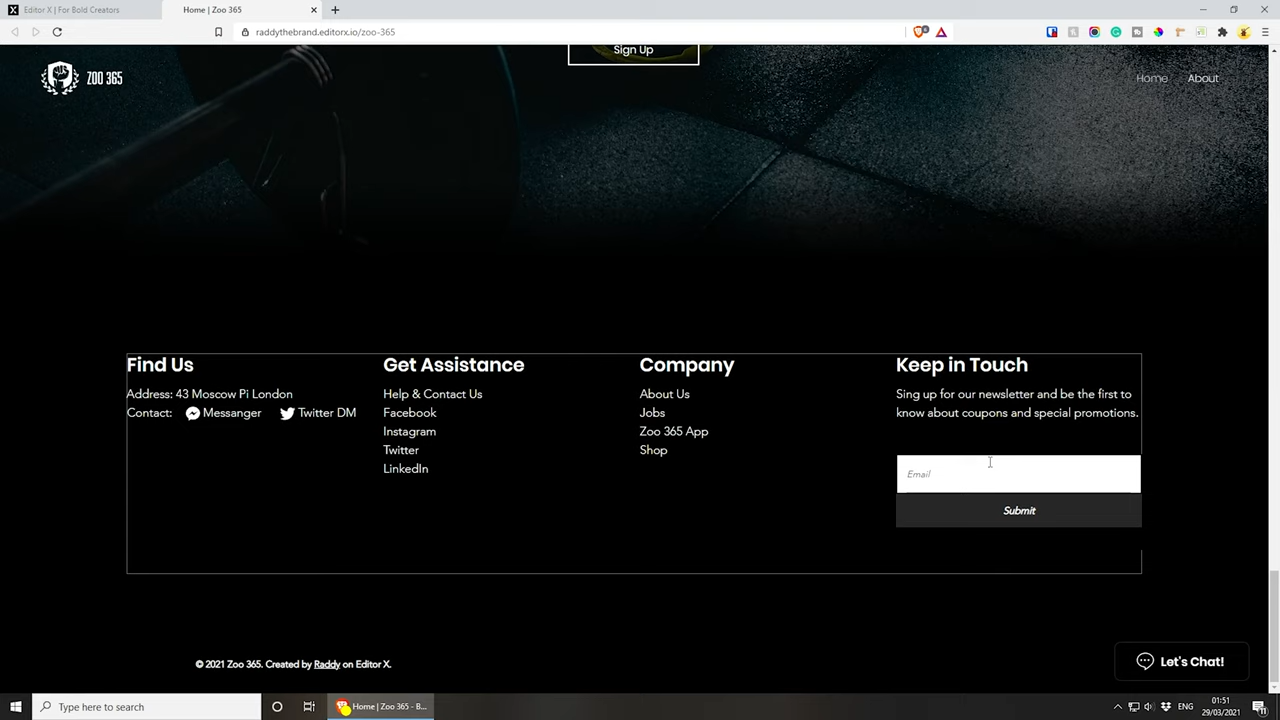 Editor X | For Bold Creators
Home | Zoo 365
raddythebrand.editorx.io/zoo-365
Sign Up
ZOO 365
Home
About
Find Us
Address: 43 Moscow Pi London
Contact: Messanger Twitter DM
Get Assistance
Help & Contact Us
Facebook
Instagram
Twitter
LinkedIn
Company
About Us
Jobs
Zoo 365 App
Shop
Keep in Touch
Sing up for our newsletter and be the first to
know about coupons and special promotions.
Email
Submit
© 2021 Zoo 365. Created by Raddy on Editor X.
Let's Chat!
Type here to search
Home | Zoo 365 - B...
ENG
01:51
29/03/2021